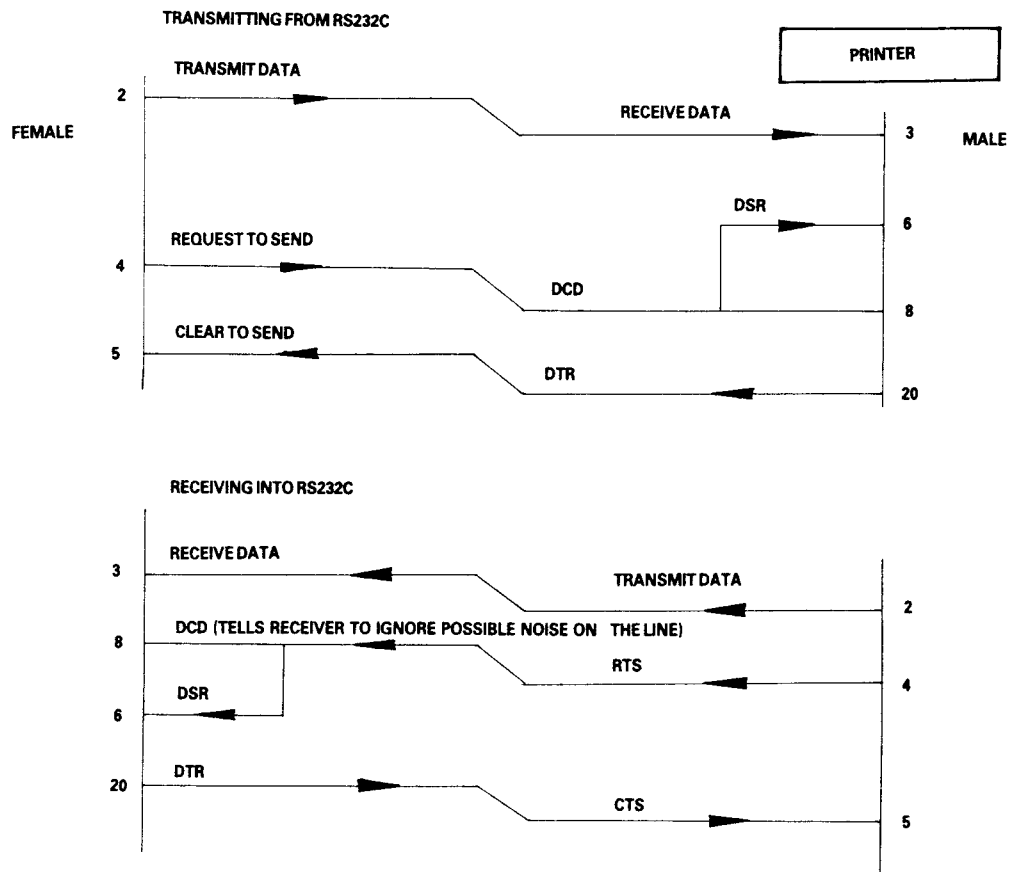 TRANSMITTING FROM RS232C
PRINTER
TRANSMIT DATA
2
RECEIVE DATA
FEMALE
3
MALE
DSR
6
REQUEST TO SEND
4
DCD
8
CLEAR TO SEND
5
DTR
20
RECEIVING INTO RS232C
RECEIVE DATA
3
TRANSMIT DATA
2
DCD (TELLS RECEIVER TO IGNORE POSSIBLE NOISE ON THE LINE)
8
RTS
4
DSR
6
DTR
20
CTS
5